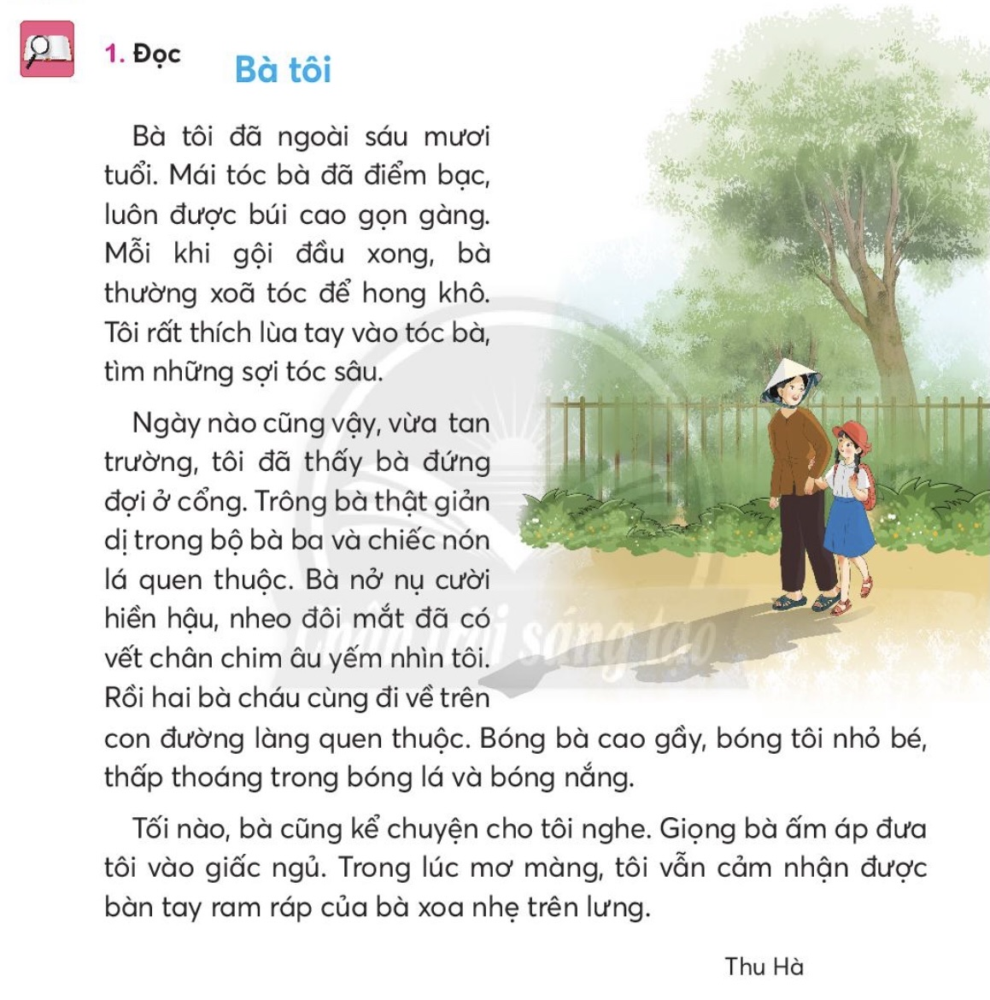 1. Đọc
Bà tôi
Bà tôi đã ngoài sáu mươi
tuổi. Mái tóc bà đã điểm bạc,
luôn được búi cao gọn gàng.
Mỗi khi gội đầu xong, bà
thường xoã tóc để hong khô.
Tôi rất thích lùa tay vào tóc bà,
tìm những sợi tóc sâu.
Ngày nào cũng vậy, vừa tan
trường, tôi đã thấy bà đứng
đợi ở cổng. Trông bà thật giản
dị trong bộ bà ba và chiếc nón
lá quen thuộc. Bà nở nụ cười
hiền hậu, nheo đôi mắt đã có
vết chân chim âu yếm nhìn tôi.
Rồi hai bà cháu cùng đi về trên
con đường làng quen thuộc. Bóng bà cao gầy, bóng tôi nhỏ bé,
thấp thoáng trong bóng lá và bóng nắng.
Tối nào, bà cũng kể chuyện cho tôi nghe. Giọng bà ấm áp đưa
tôi vào giấc ngủ. Trong lúc mơ màng, tôi vẫn cảm nhận được
bàn tay ram ráp của bà xoa nhẹ trên lưng.
Thu Hà
Chân trời sáng tạo